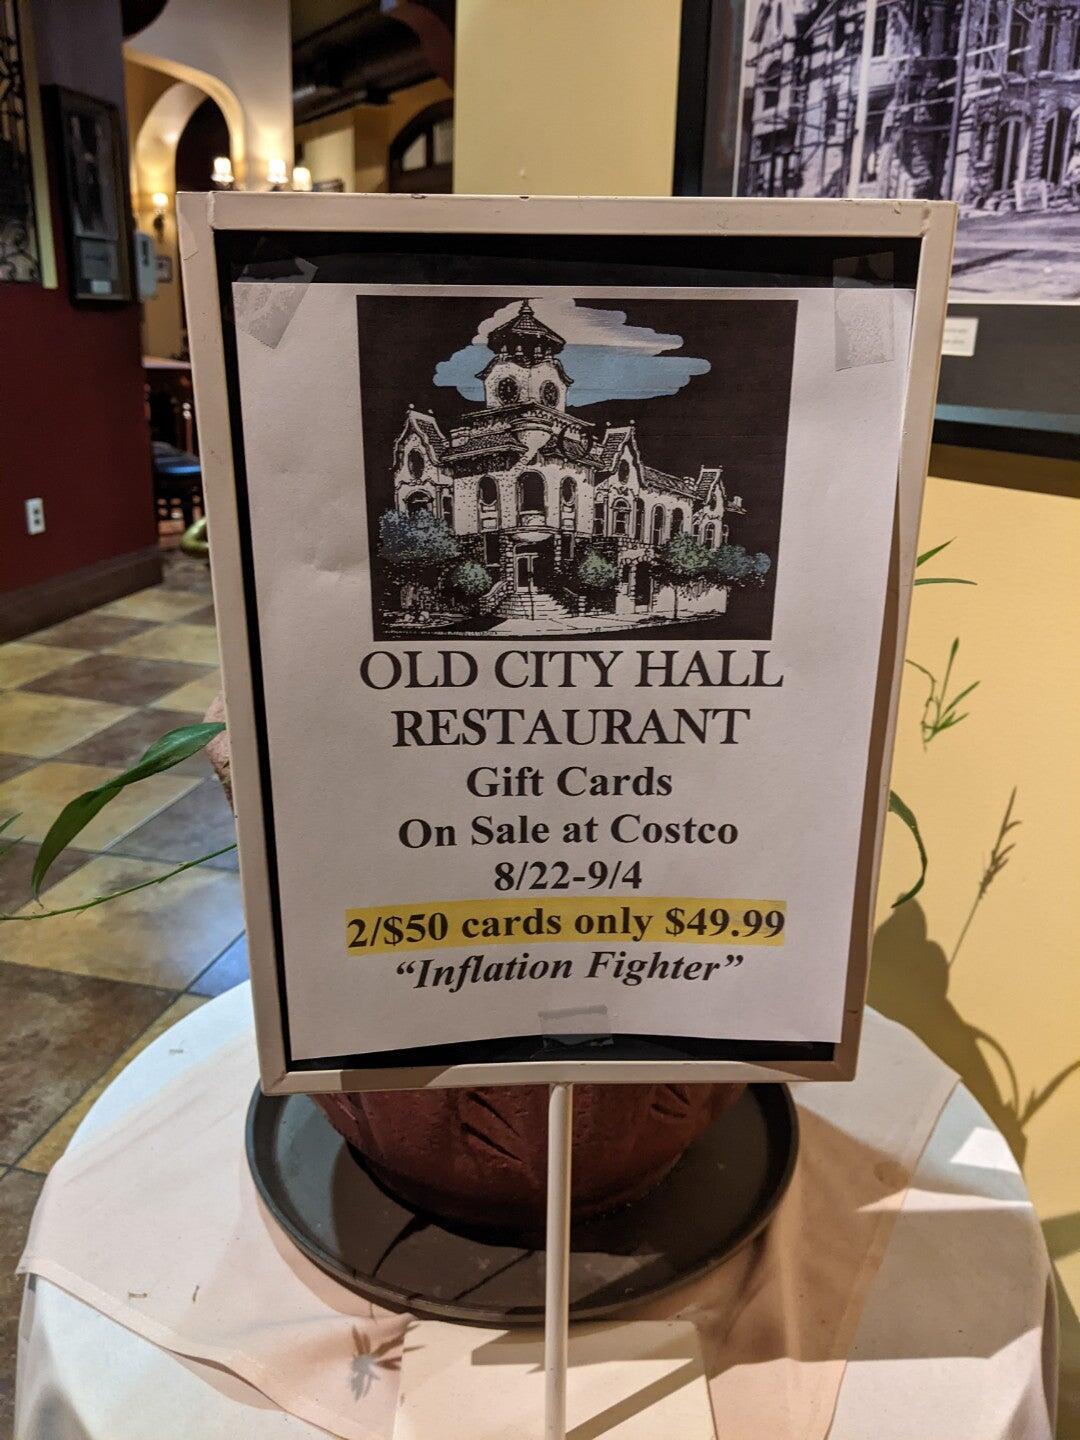 OLD CITY HALL
RESTAURANT
Gift Cards
On Sale at Costco
8/22-9/4
2/$50 cards only $49.99
“Inflation Fighter”